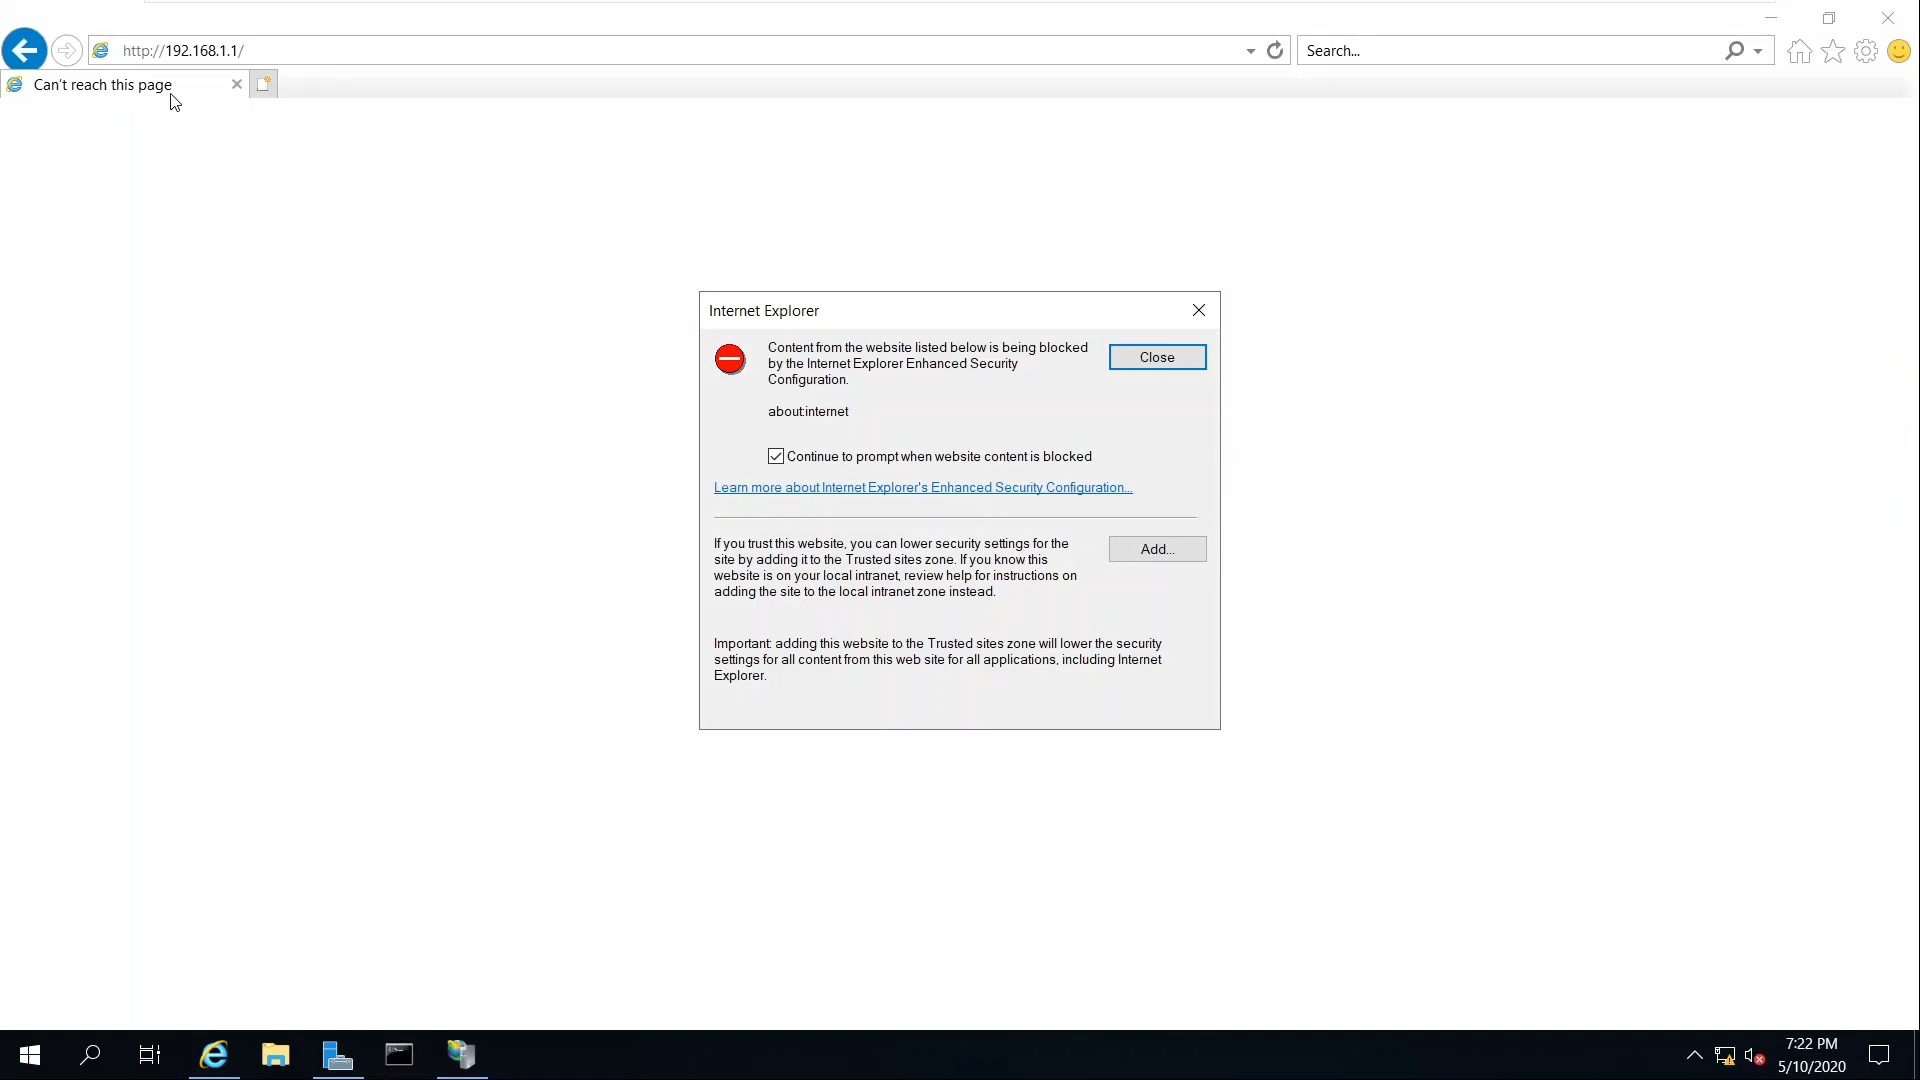 http://192.168.1.1/
Search...
Can't reach this page
Internet Explorer
Content from the website listed below is being blocked
by the Internet Explorer Enhanced Security
Configuration.
Close
about:internet
Continue to prompt when website content is blocked
Learn more about Internet Explorer's Enhanced Security Configuration...
If you trust this website, you can lower security settings for the
site by adding it to the Trusted sites zone. If you know this
website is on your local intranet, review help for instructions on
adding the site to the local intranet zone instead.
Add...
Important: adding this website to the Trusted sites zone will lower the security
settings for all content from this web site for all applications, including Internet
Explorer.
7:22 PM
5/10/2020